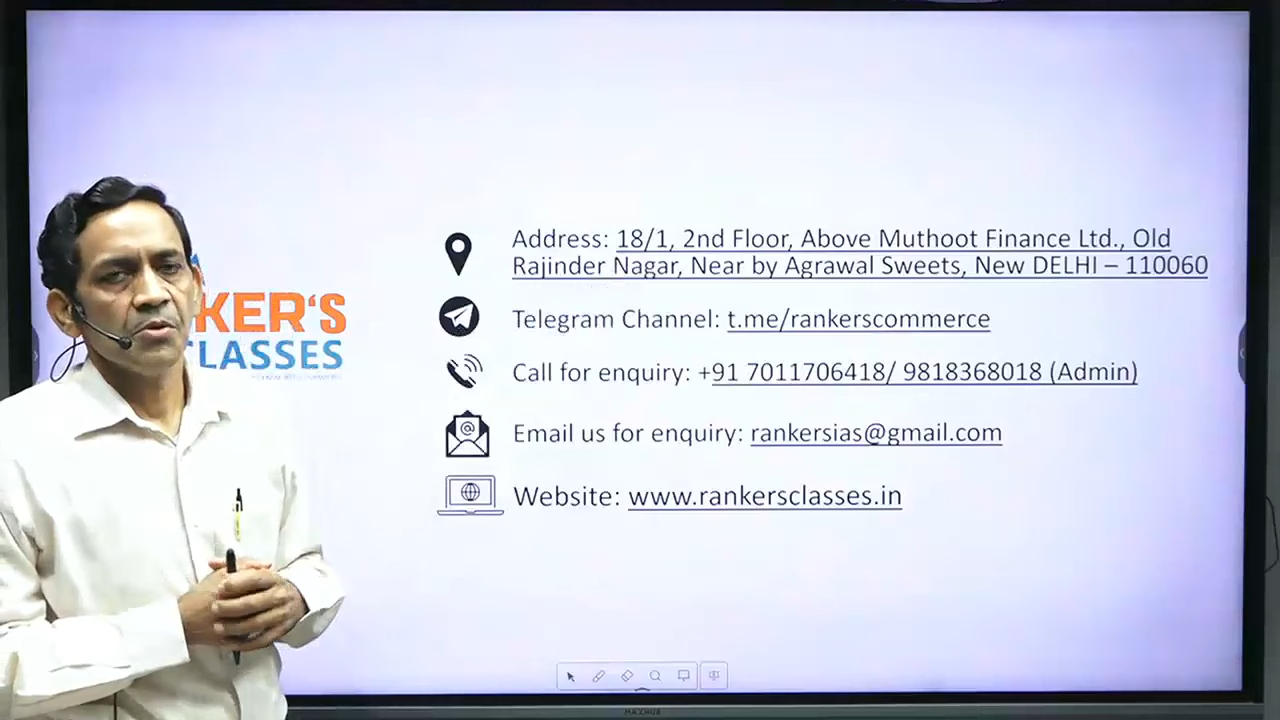 Address: 18/1, 2nd Floor, Above Muthoot Finance Ltd., Old
Rajinder Nagar, Near by Agrawal Sweets, New DELHI – 110060
KER'S
CLASSES
Telegram Channel: t.me/rankerscommerce
Call for enquiry: +91 7011706418/ 9818368018 (Admin)
Email us for enquiry: rankersias@gmail.com
Website: www.rankersclasses.in
MAXHUB